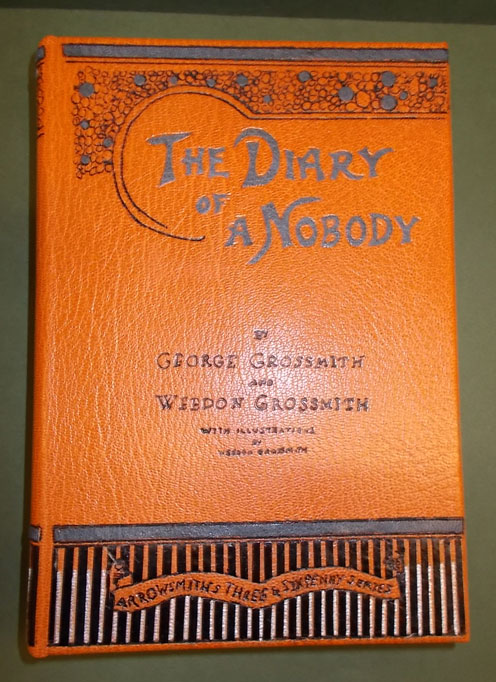 THE DIARY
OF
A NOBODY
BY
GEORGE GROSSMITH
AND
WEEDON GROSSMITH
WITH ILLUSTRATIONS
BY
WEEDON GROSSMITH
ARROWSMITH'S THREE & SIXPENNY SERIES